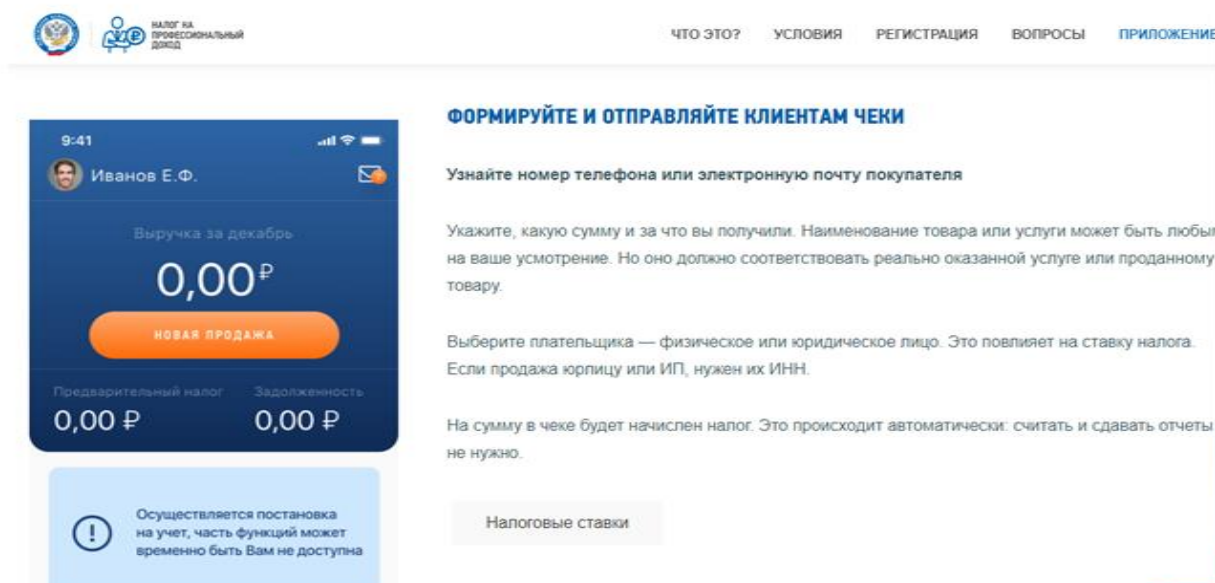 НАЛОГ НА
ПРОФЕССИОНАЛЬНЫЙ
ДОХОД
ЧТО ЭТО? УСЛОВИЯ РЕГИСТРАЦИЯ ВОПРОСЫ ПРИЛОЖЕНИЕ
9:41
Иванов Е.Ф.
Выручка за декабрь
0,00 ₽
НОВАЯ ПРОДАЖА
Предварительный налог Задолженность
0,00 ₽ 0,00 ₽
Осуществляется постановка
на учет, часть функций может
временно быть Вам не доступна
ФОРМИРУЙТЕ И ОТПРАВЛЯЙТЕ КЛИЕНТАМ ЧЕКИ
Узнайте номер телефона или электронную почту покупателя
Укажите, какую сумму и за что вы получили. Наименование товара или услуги может быть любы
на ваше усмотрение. Но оно должно соответствовать реально оказанной услуге или проданному
товару.
Выберите плательщика — физическое или юридическое лицо. Это повлияет на ставку налога.
Если продажа юрлицу или ИП, нужен их ИНН.
На сумму в чеке будет начислен налог. Это происходит автоматически: считать и сдавать отчеты
не нужно.
Налоговые ставки